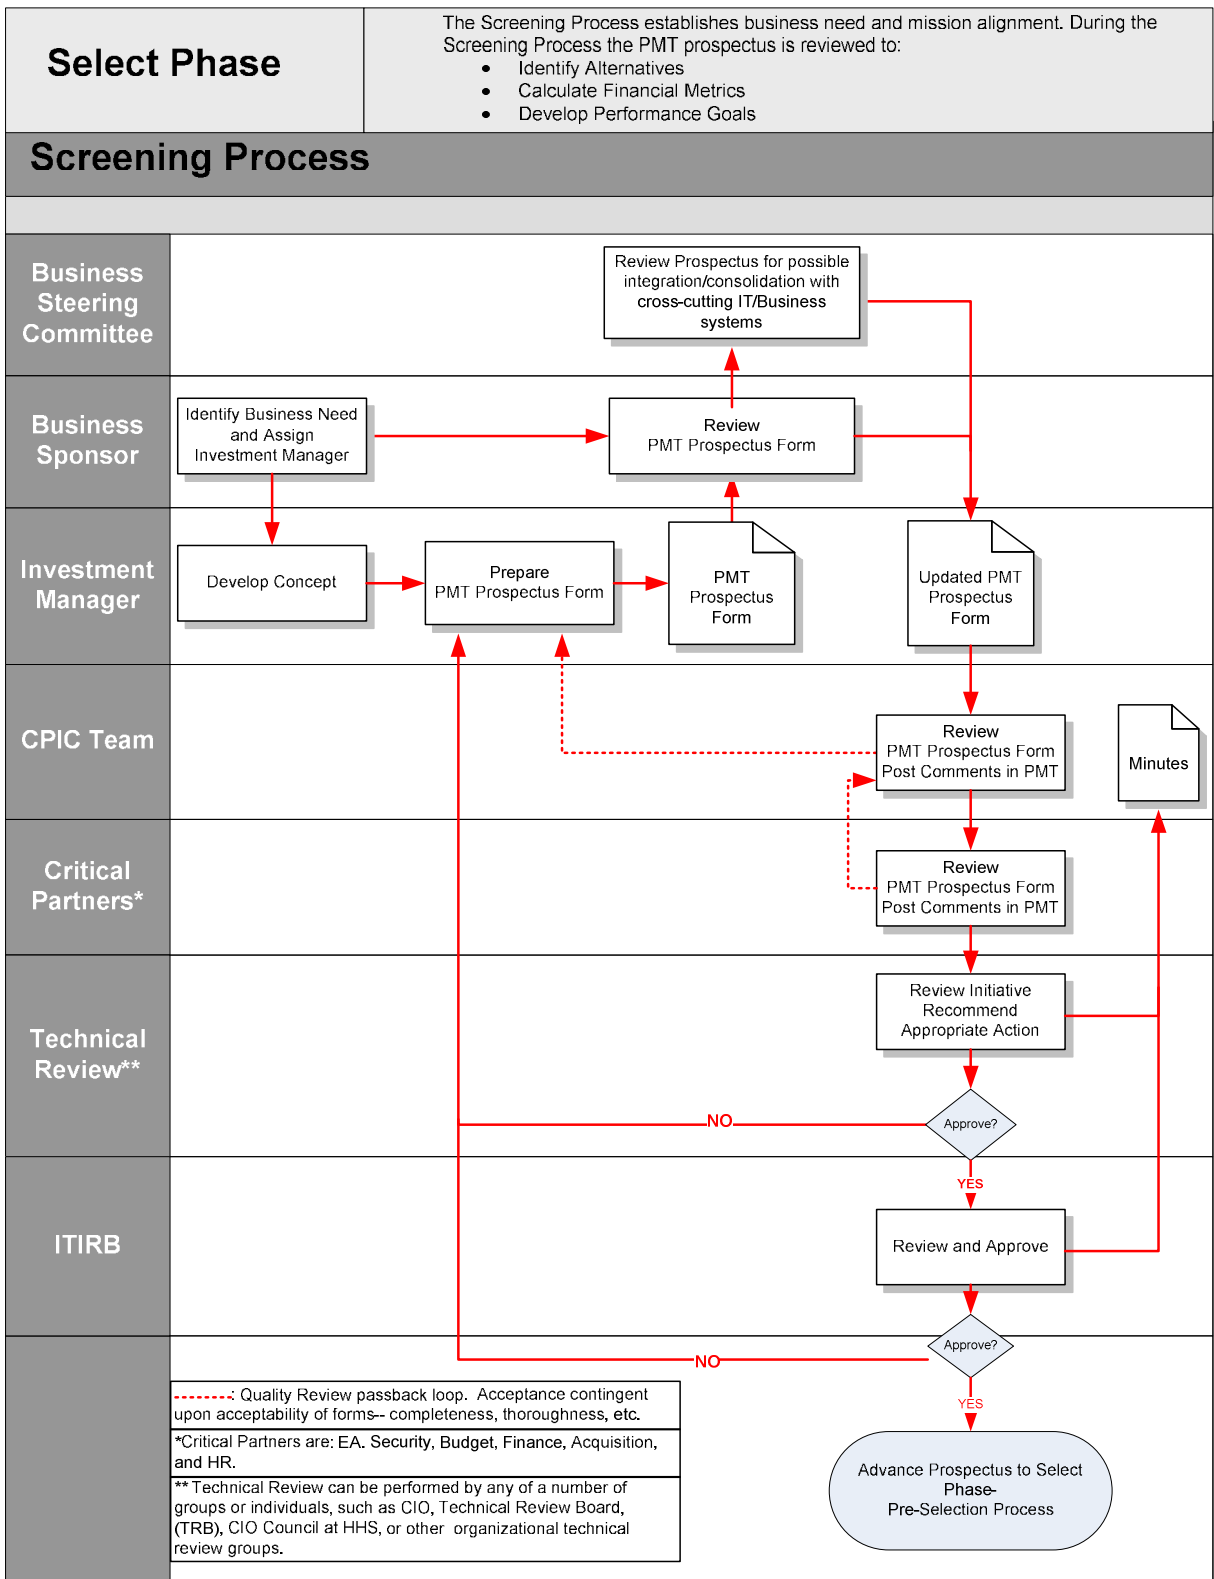 Select Phase
The Screening Process establishes business need and mission alignment. During the
Screening Process the PMT prospectus is reviewed to:
• Identify Alternatives
• Calculate Financial Metrics
• Develop Performance Goals
Screening Process
Business
Steering
Committee
Review Prospectus for possible
integration/consolidation with
cross-cutting IT/Business
systems
Business
Sponsor
Identify Business Need
and Assign
Investment Manager
Review
PMT Prospectus Form
Investment
Manager
Develop Concept
Prepare
PMT Prospectus Form
PMT
Prospectus
Form
Updated PMT
Prospectus
Form
CPIC Team
Review
PMT Prospectus Form
Post Comments in PMT
Minutes
Critical
Partners*
Review
PMT Prospectus Form
Post Comments in PMT
Technical
Review**
Review Initiative
Recommend
Appropriate Action
Approve?
NO
YES
ITIRB
Review and Approve
Approve?
NO
YES
: Quality Review passback loop. Acceptance contingent
upon acceptability of forms-- completeness, thoroughness, etc.
*Critical Partners are: EA. Security, Budget, Finance, Acquisition,
and HR.
** Technical Review can be performed by any of a number of
groups or individuals, such as CIO, Technical Review Board,
(TRB), CIO Council at HHS, or other organizational technical
review groups.
Advance Prospectus to Select
Phase-
Pre-Selection Process